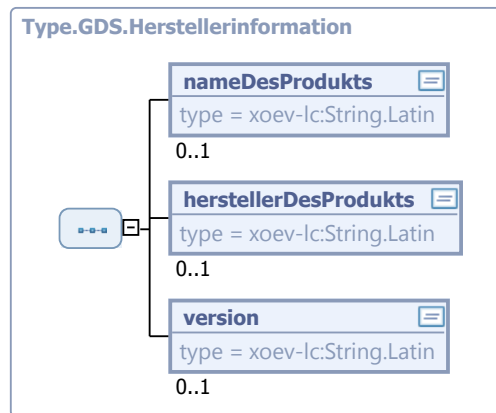 Type.GDS.Herstellerinformation
nameDesProdukts
type = xoev-lc:String.Latin
0..1
herstellerDesProdukts
type = xoev-lc:String.Latin
0..1
version
type = xoev-lc:String.Latin
0..1